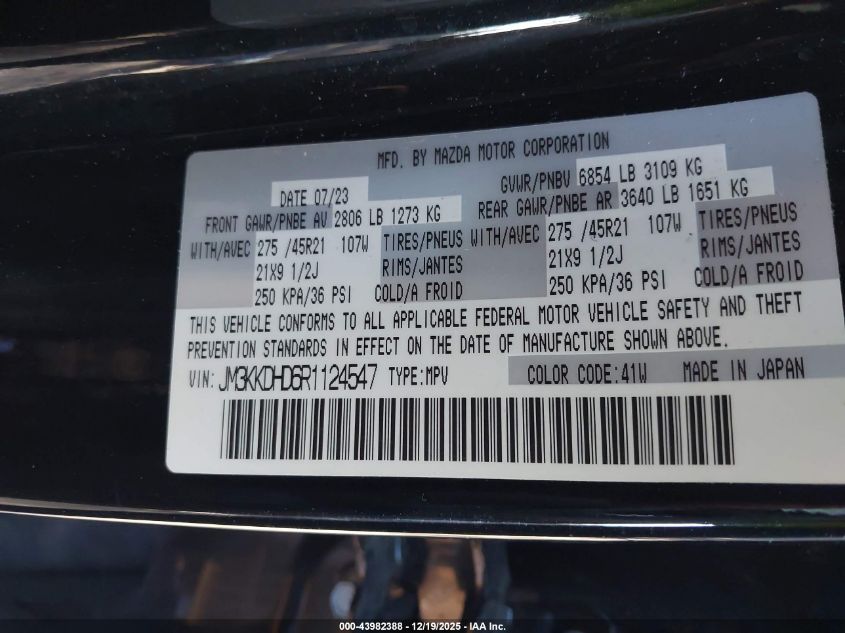 MFD. BY MAZDA MOTOR CORPORATION
DATE 07/23 GVWR/PNBV 6854 LB 3109 KG
FRONT GAWR/PNBE AV 2806 LB 1273 KG REAR GAWR/PNBE AR 3640 LB 1651 KG
WITH/AVEC 275 /45R21 107W TIRES/PNEUS WITH/AVEC 275 /45R21 107W TIRES/PNEUS
21X9 1/2J RIMS/JANTES 21X9 1/2J RIMS/JANTES
250 KPA/36 PSI COLD/A FROID 250 KPA/36 PSI COLD/A FROID
THIS VEHICLE CONFORMS TO ALL APPLICABLE FEDERAL MOTOR VEHICLE SAFETY AND THEFT
PREVENTION STANDARDS IN EFFECT ON THE DATE OF MANUFACTURE SHOWN ABOVE.
VIN: JM3KKDHD6R1124547 TYPE:MPV COLOR CODE:41W MADE IN JAPAN
000-43982388 - 12/19/2025 - IAA Inc.